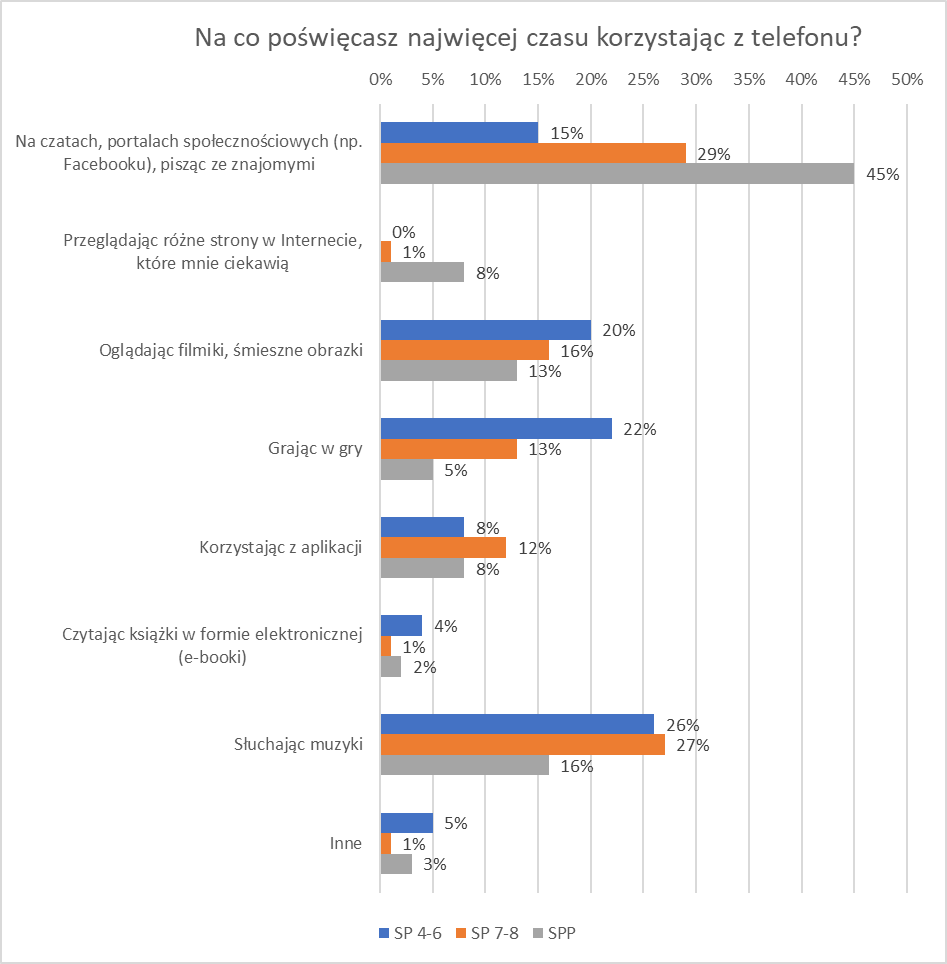 Na co poświęcasz najwięcej czasu korzystając z telefonu?
0% 5% 10% 15% 20% 25% 30% 35% 40% 45% 50%
Na czatach, portalach społecznościowych (np.
Facebooku), pisząc ze znajomymi
15%
29%
45%
Przeglądając różne strony w Internecie,
które mnie ciekawią
0%
1%
8%
Oglądając filmiki, śmieszne obrazki
20%
16%
13%
Grając w gry
22%
13%
5%
Korzystając z aplikacji
8%
12%
8%
Czytając książki w formie elektronicznej
(e-booki)
4%
1%
2%
Słuchając muzyki
26%
27%
16%
Inne
5%
1%
3%
SP 4-6 SP 7-8 SPP